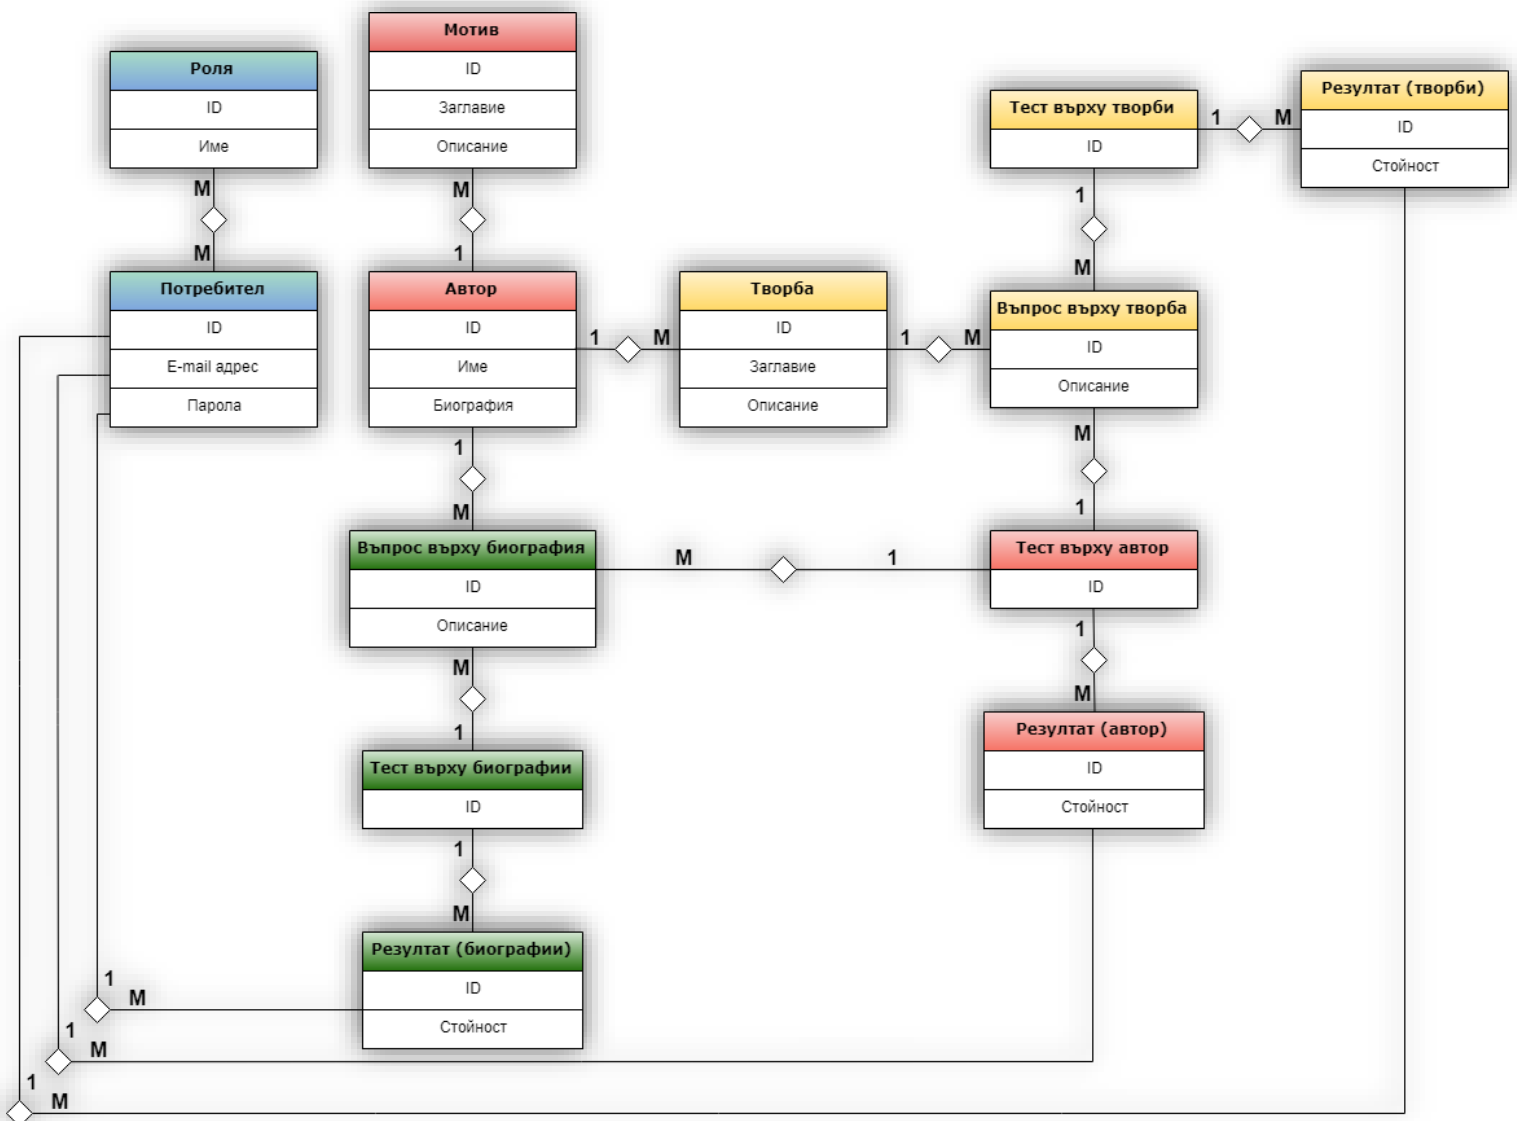 Мотив
ID
Заглавие
Описание
Роля
ID
Име
Резултат (творби)
ID
Стойност
Тест върху творби
ID
1
M
M
M
M
1
1
M
Потребител
ID
E-mail адрес
Парола
Автор
ID
Име
Биография
1
M
Творба
ID
Заглавие
Описание
1
M
Въпрос върху творба
ID
Описание
1
M
M
1
Въпрос върху биография
ID
Описание
M
1
Тест върху автор
ID
M
1
1
M
Тест върху биографии
ID
Резултат (автор)
ID
Стойност
1
M
Резултат (биографии)
ID
Стойност
1
M
1
M
1
M